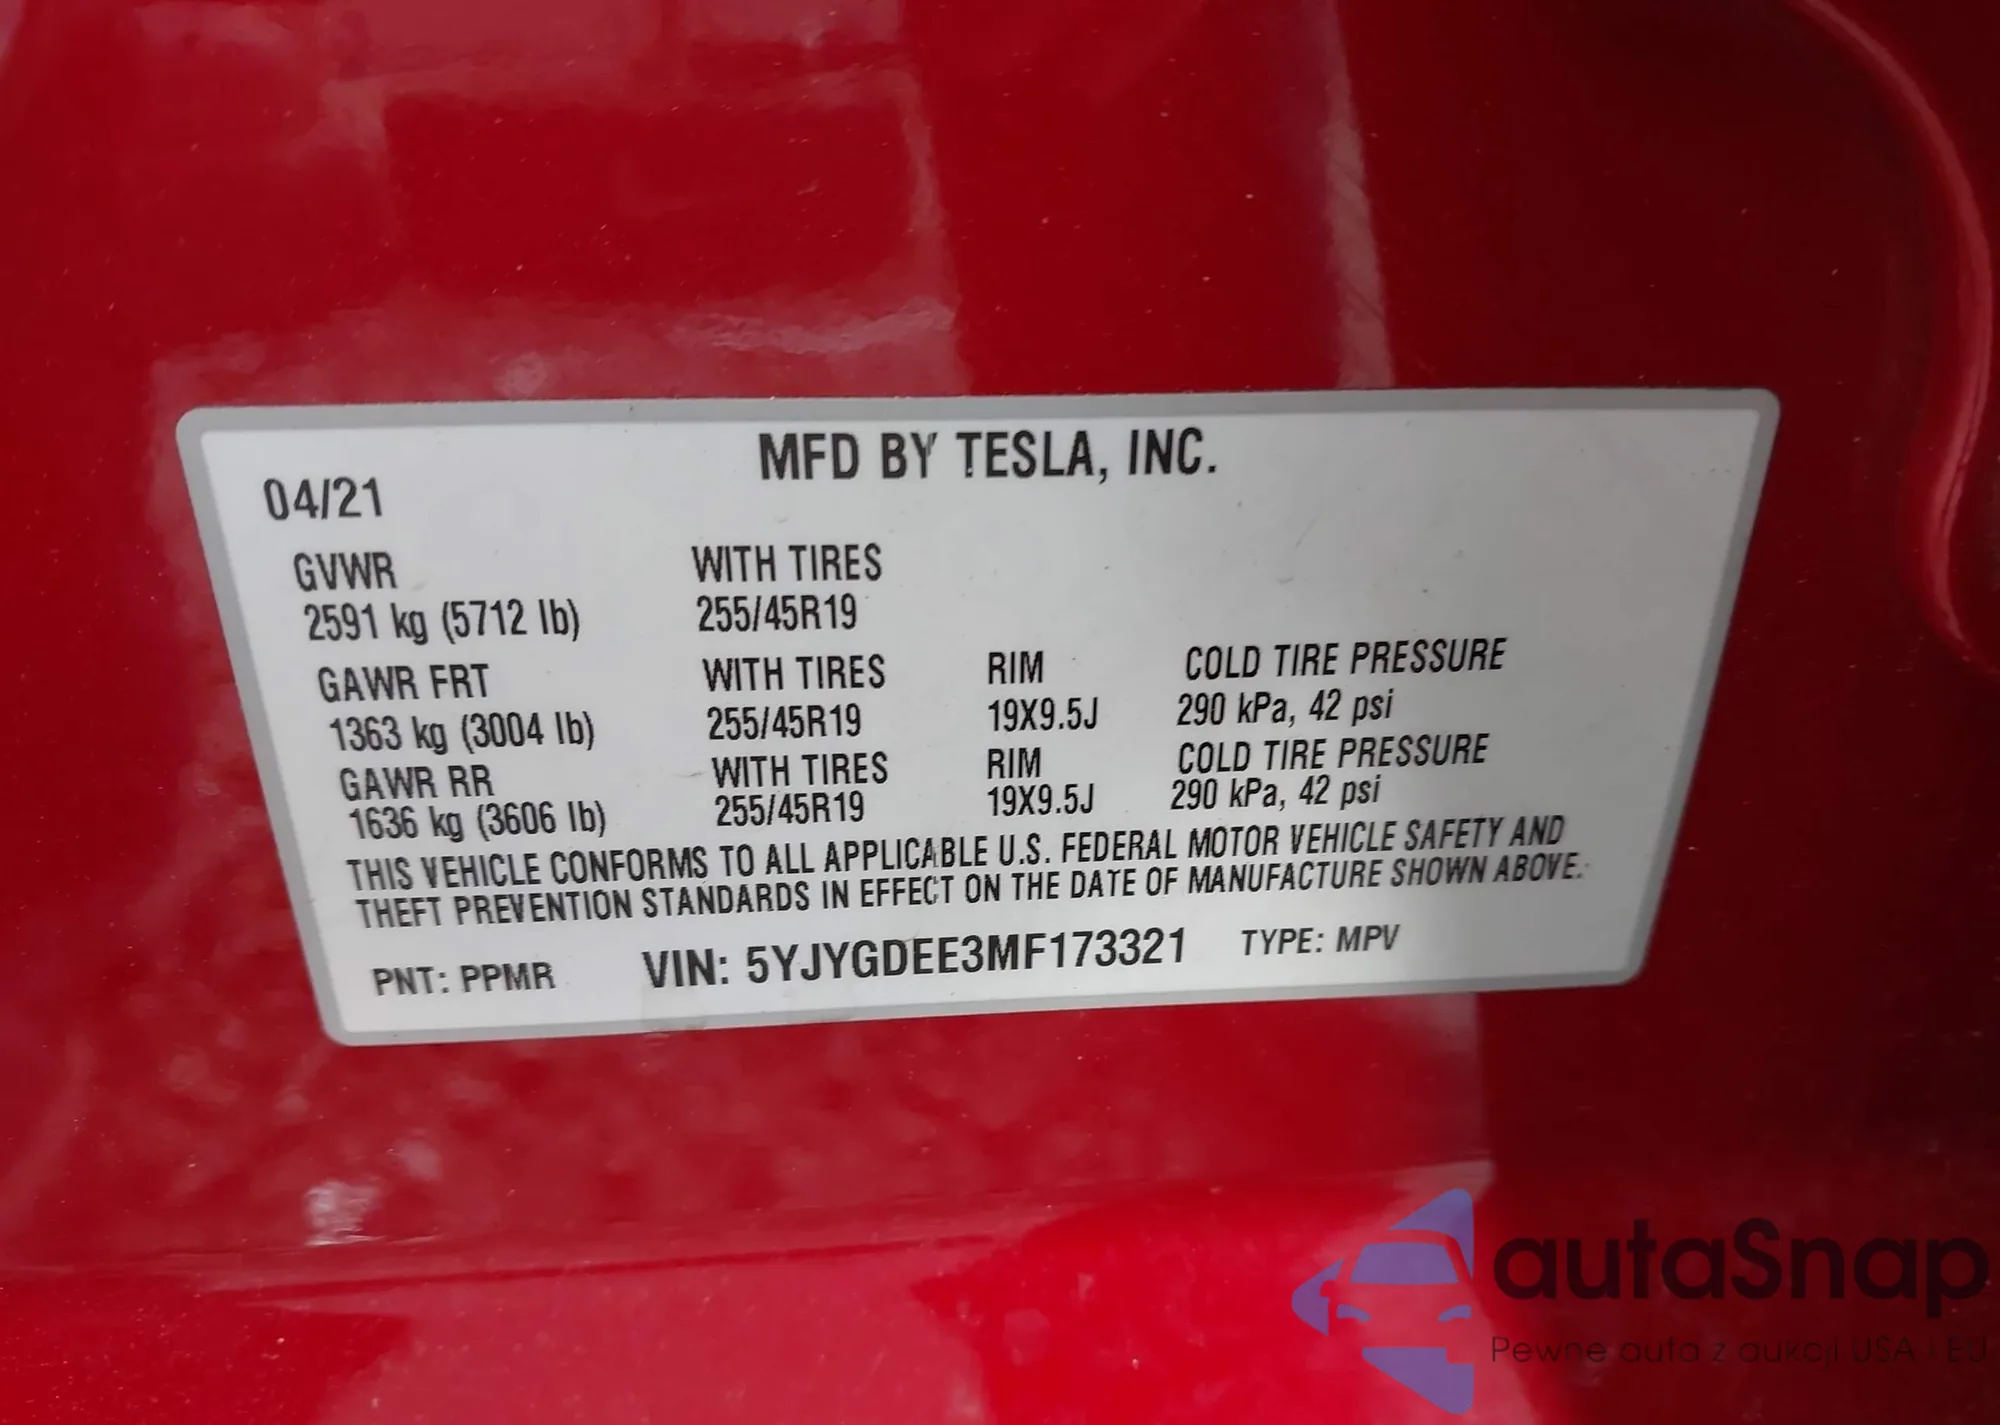 MFD BY TESLA, INC.
04/21
GVWR WITH TIRES
2591 kg (5712 lb) 255/45R19
GAWR FRT WITH TIRES RIM COLD TIRE PRESSURE
1363 kg (3004 lb) 255/45R19 19X9.5J 290 kPa, 42 psi
GAWR RR WITH TIRES RIM COLD TIRE PRESSURE
1636 kg (3606 lb) 255/45R19 19X9.5J 290 kPa, 42 psi
THIS VEHICLE CONFORMS TO ALL APPLICABLE U.S. FEDERAL MOTOR VEHICLE SAFETY AND
THEFT PREVENTION STANDARDS IN EFFECT ON THE DATE OF MANUFACTURE SHOWN ABOVE.
PNT: PPMR VIN: 5YJYGDEE3MF173321 TYPE: MPV
autaSnap
Pewne auta z aukcji USA i EU